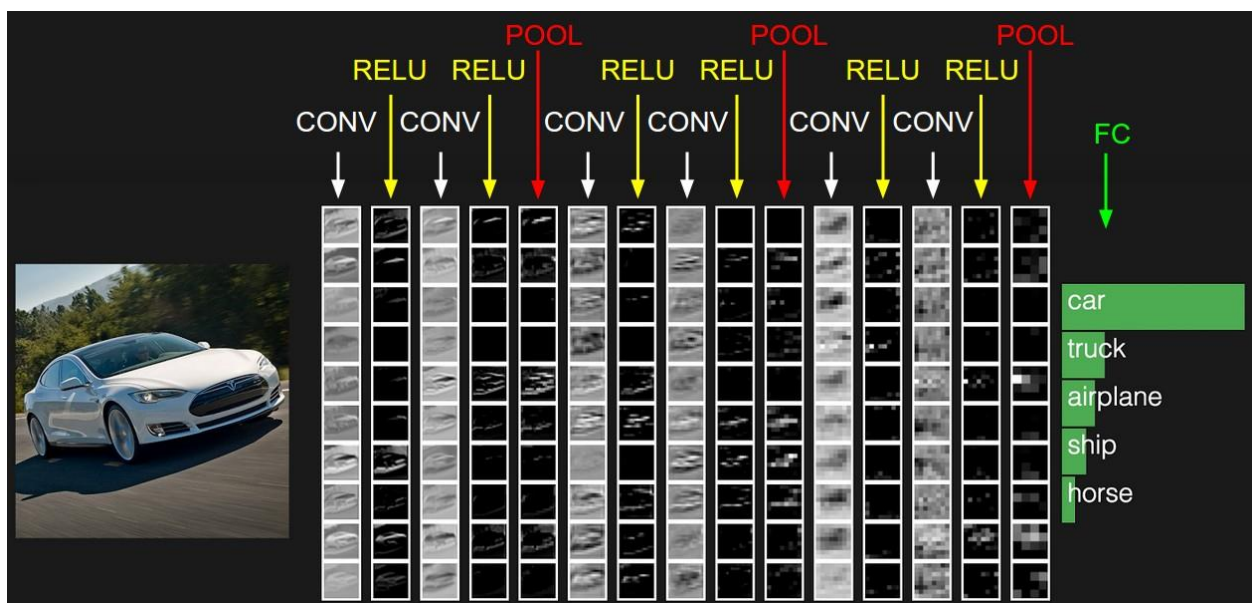 POOL POOL POOL
RELU RELU RELU RELU RELU RELU
CONV CONV CONV CONV CONV CONV
FC
car
truck
airplane
ship
horse